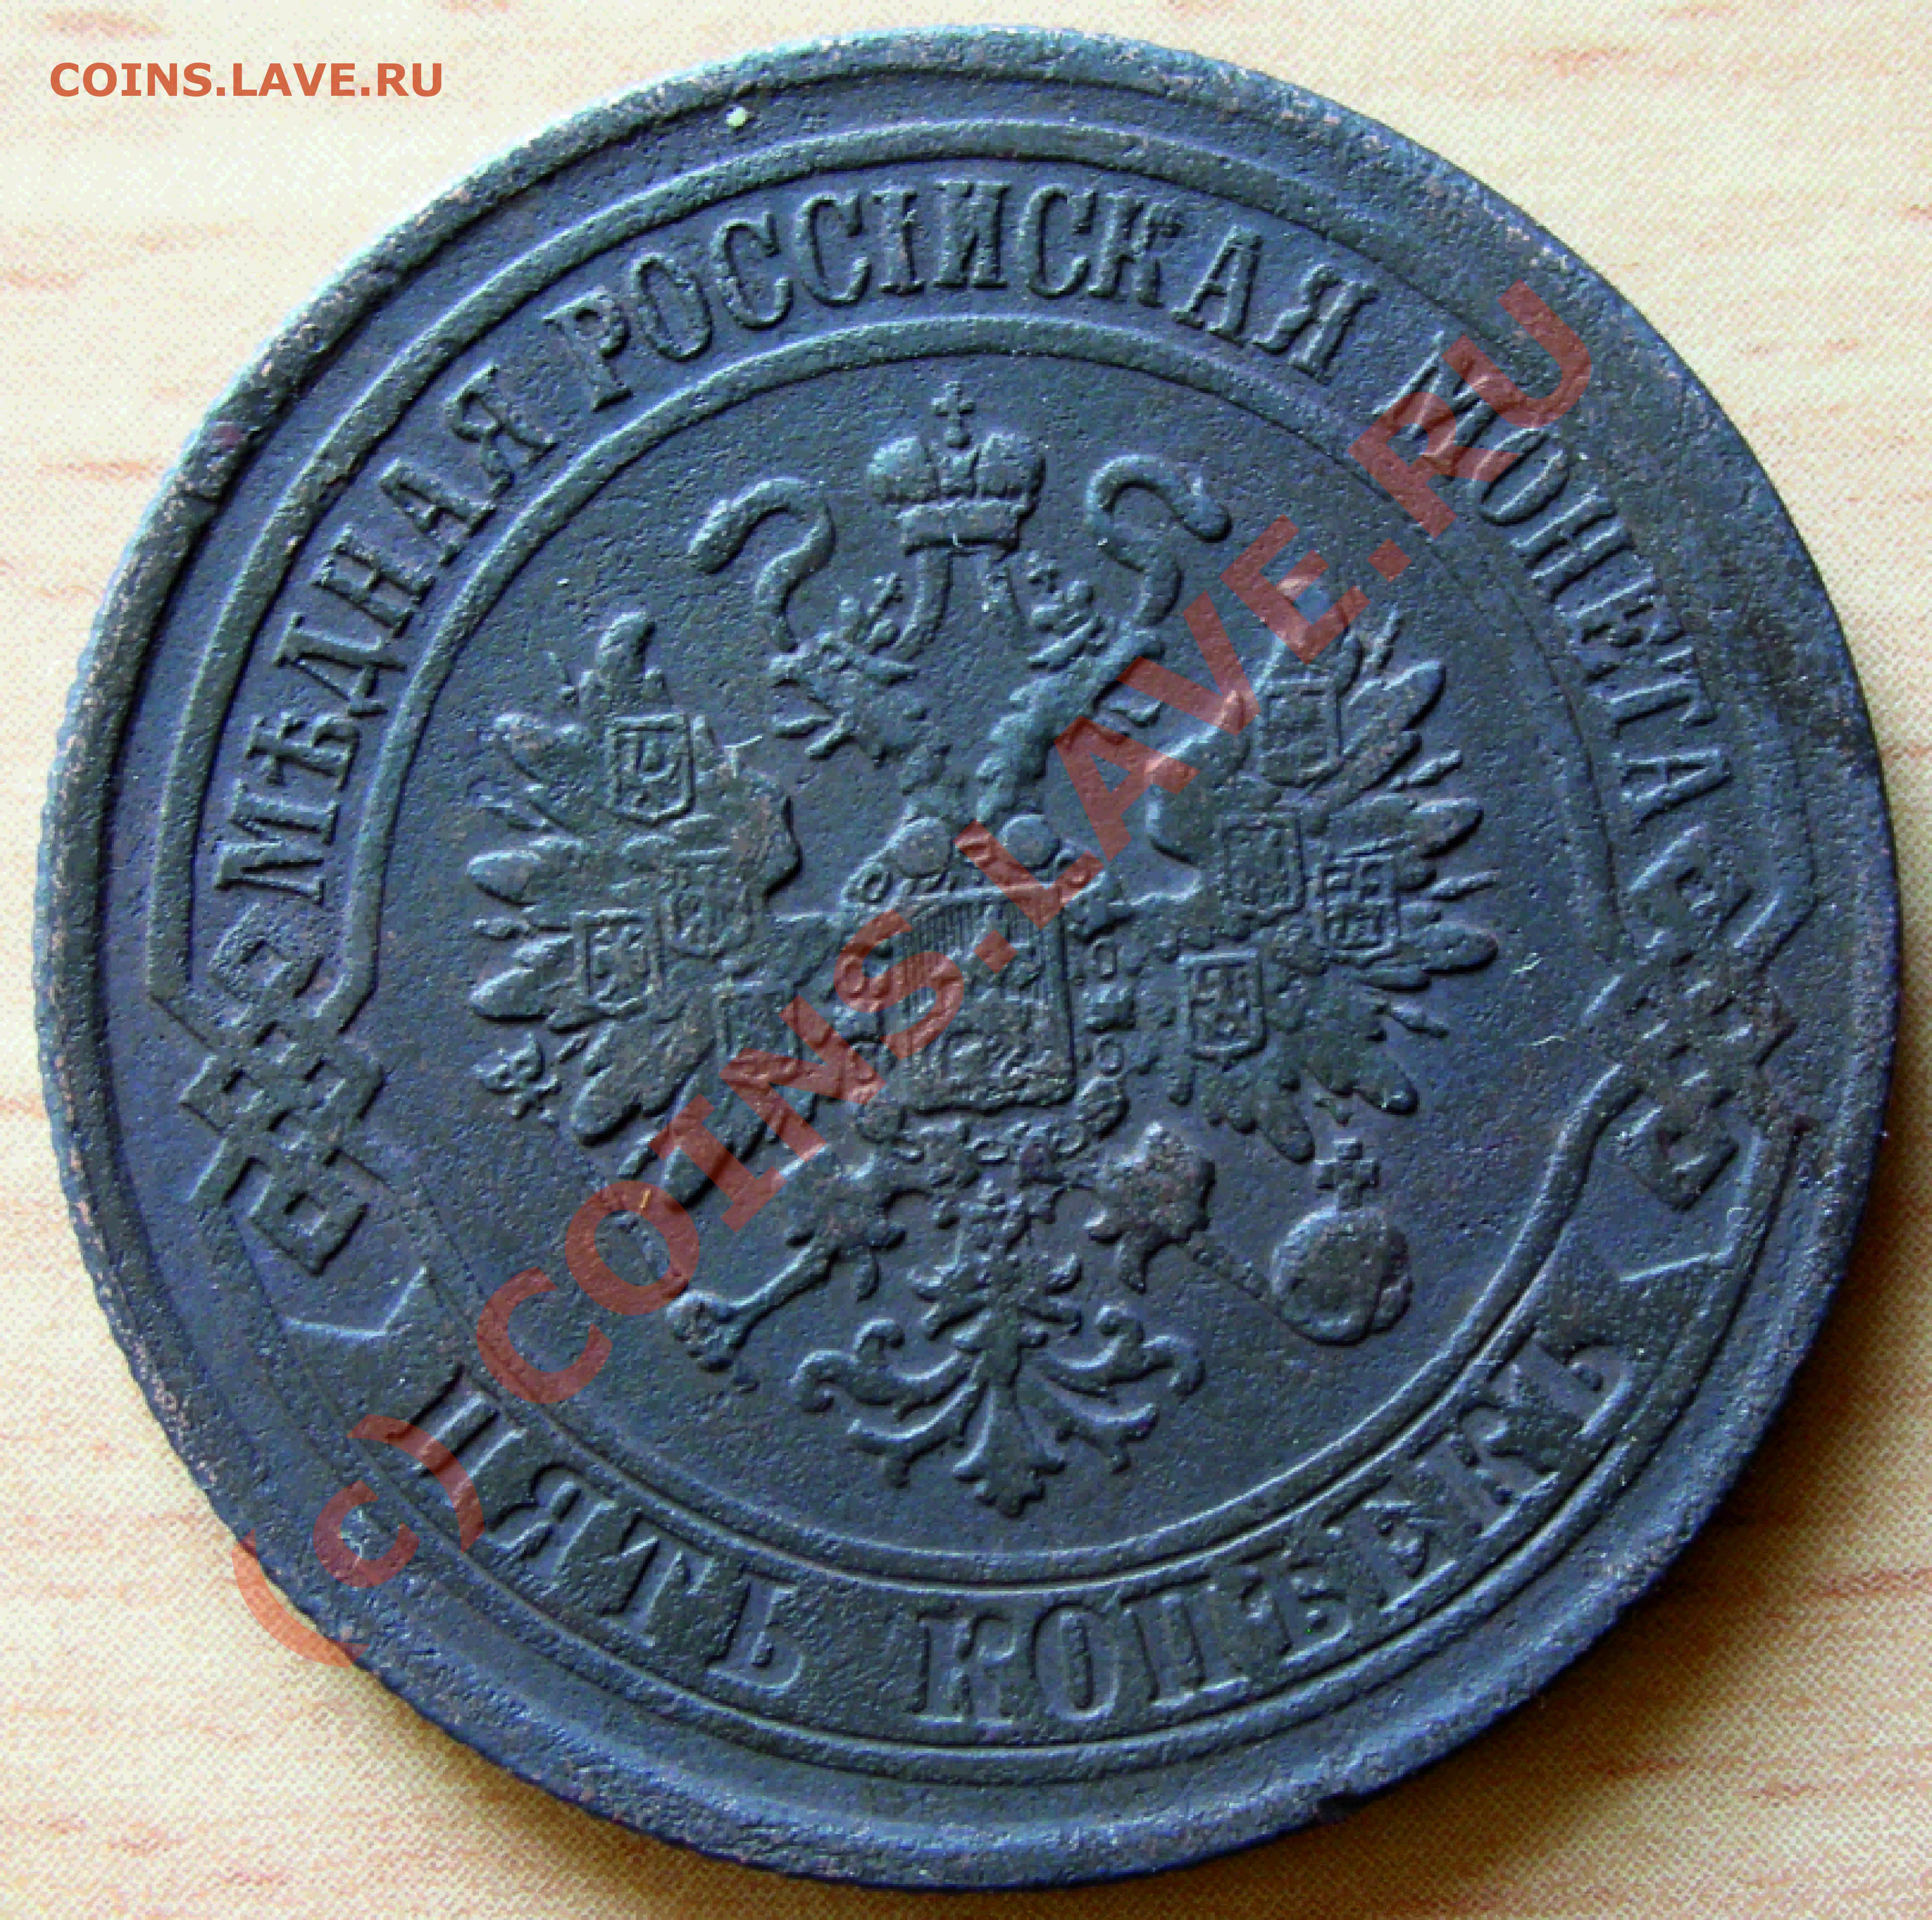 COINS.LAVE.RU
МѢДНАЯ РОССІЙСКАЯ МОНЕТА
ПЯТЬ КОПѢЕКЪ
(c) COINS.LAVE.RU